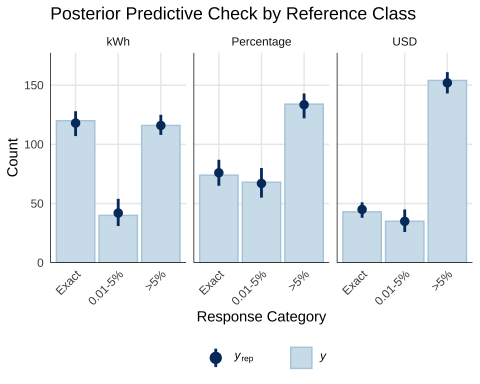 Posterior Predictive Check by Reference Class
kWh Percentage USD
Count
150
100
50
0
Exact 0.01-5% >5% Exact 0.01-5% >5% Exact 0.01-5% >5%
Response Category
yrep y